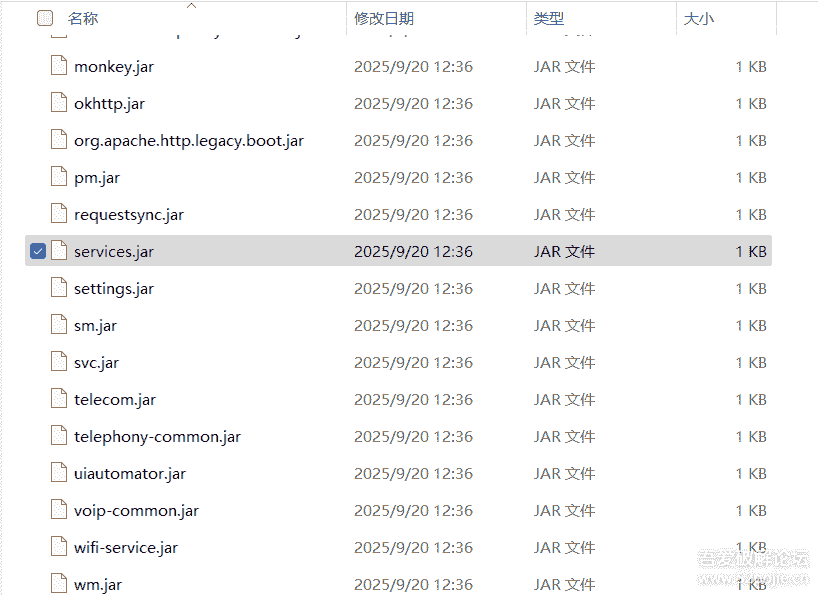 名称 修改日期 类型 大小
monkey.jar 2025/9/20 12:36 JAR 文件 1 KB
okhttp.jar 2025/9/20 12:36 JAR 文件 1 KB
org.apache.http.legacy.boot.jar 2025/9/20 12:36 JAR 文件 1 KB
pm.jar 2025/9/20 12:36 JAR 文件 1 KB
requestsync.jar 2025/9/20 12:36 JAR 文件 1 KB
services.jar 2025/9/20 12:36 JAR 文件 1 KB
settings.jar 2025/9/20 12:36 JAR 文件 1 KB
sm.jar 2025/9/20 12:36 JAR 文件 1 KB
svc.jar 2025/9/20 12:36 JAR 文件 1 KB
telecom.jar 2025/9/20 12:36 JAR 文件 1 KB
telephony-common.jar 2025/9/20 12:36 JAR 文件 1 KB
uiautomator.jar 2025/9/20 12:36 JAR 文件 1 KB
voip-common.jar 2025/9/20 12:36 JAR 文件 1 KB
wifi-service.jar 2025/9/20 12:36 JAR 文件 1 KB
吾爱破解论坛
wm.jar 2025/9/20 12:36 JAR 文件 1 KB
www.52pojie.cn